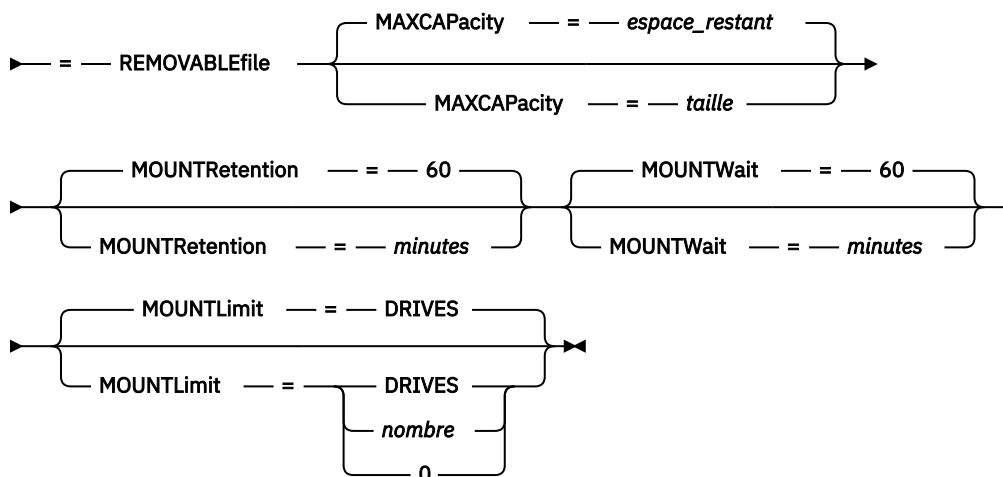 MAXCAPacity = espace_restant
= REMOVABLEfile
MAXCAPacity = taille
MOUNTRetention = 60 MOUNTWait = 60
MOUNTRetention = minutes MOUNTWait = minutes
MOUNTLimit = DRIVES
MOUNTLimit = DRIVES
nombre
0